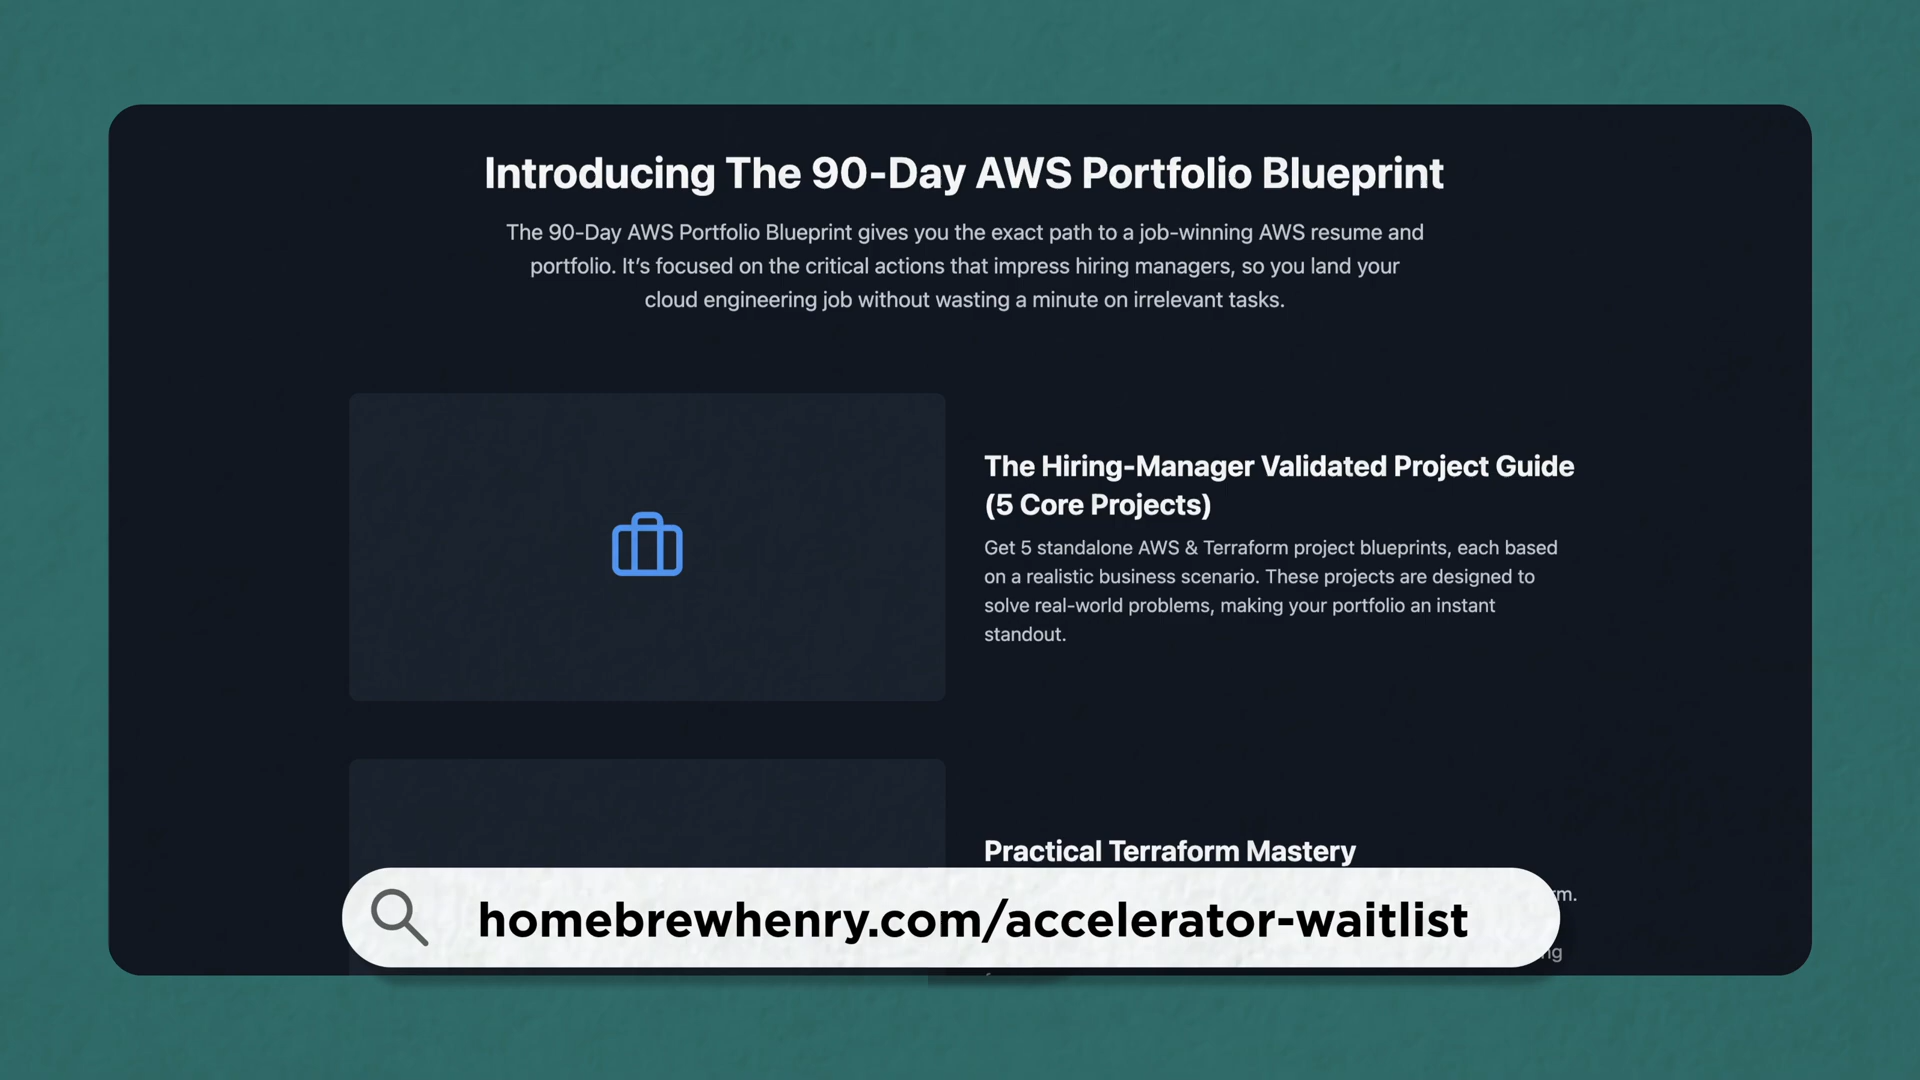 Introducing The 90-Day AWS Portfolio Blueprint
The 90-Day AWS Portfolio Blueprint gives you the exact path to a job-winning AWS resume and
portfolio. It’s focused on the critical actions that impress hiring managers, so you land your
cloud engineering job without wasting a minute on irrelevant tasks.
The Hiring-Manager Validated Project Guide
(5 Core Projects)
Get 5 standalone AWS & Terraform project blueprints, each based
on a realistic business scenario. These projects are designed to
solve real-world problems, making your portfolio an instant
standout.
Practical Terraform Mastery
homebrewhenry.com/accelerator-waitlist